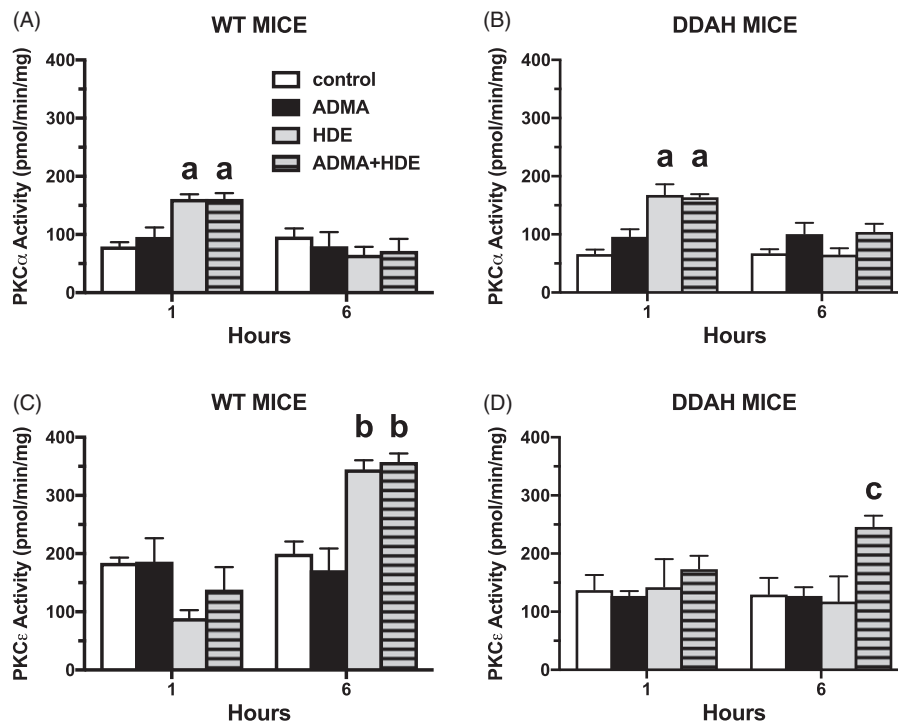 (A)
WT MICE
PKCα Activity (pmol/min/mg)
400
300
200
100
0
control
ADMA
HDE
ADMA+HDE
a a
1 6
Hours
(B)
DDAH MICE
PKCα Activity (pmol/min/mg)
400
300
200
100
0
a a
1 6
Hours
(C)
WT MICE
PKCε Activity (pmol/min/mg)
400
300
200
100
0
b b
1 6
Hours
(D)
DDAH MICE
PKCε Activity (pmol/min/mg)
400
300
200
100
0
c
1 6
Hours